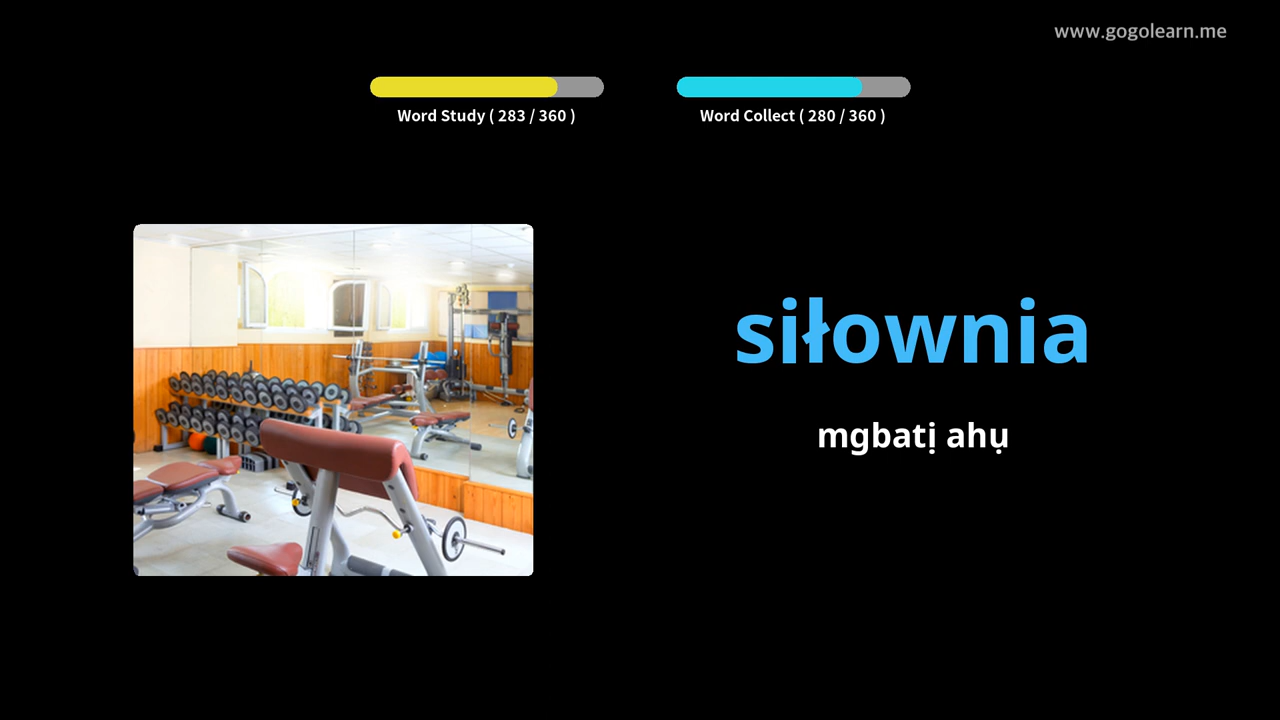 www.gogolearn.me
Word Study ( 283 / 360 )
Word Collect ( 280 / 360 )
siłownia
mgbatị ahụ